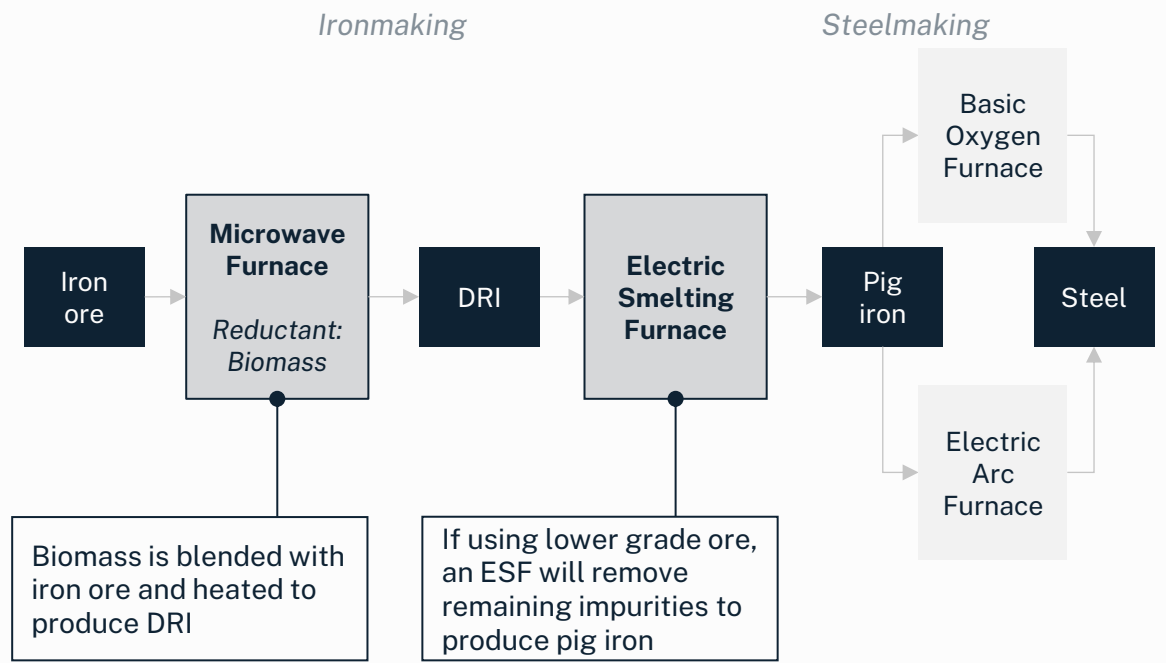 Ironmaking
Steelmaking
Iron
ore
Microwave
Furnace
Reductant:
Biomass
DRI
Electric
Smelting
Furnace
Pig
iron
Basic
Oxygen
Furnace
Electric
Arc
Furnace
Steel
Biomass is blended with
iron ore and heated to
produce DRI
If using lower grade ore,
an ESF will remove
remaining impurities to
produce pig iron